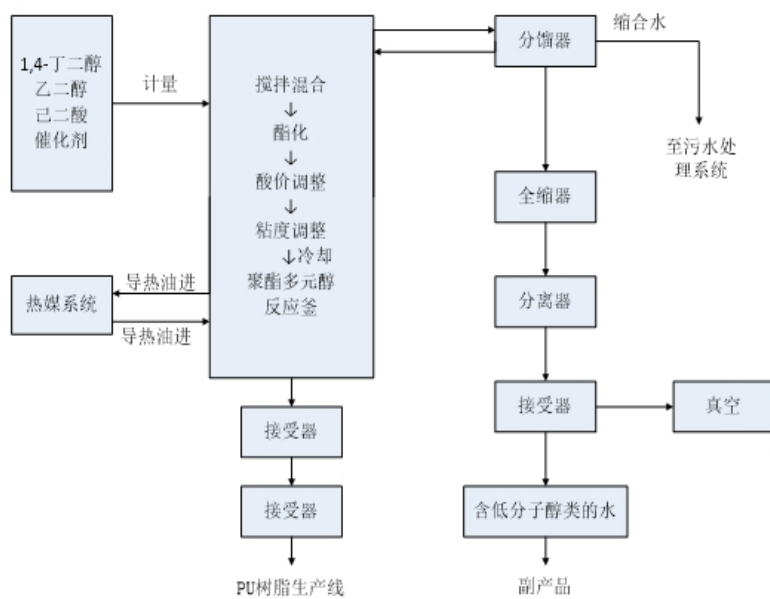 1,4-丁二醇
乙二醇
己二酸
催化剂
计量
搅拌混合
酯化
酸价调整
粘度调整
冷却
聚酯多元醇
反应釜
热媒系统
导热油进
导热油进
接受器
接受器
PU树脂生产线
分馏器
缩合水
至污水处
理系统
全缩器
分离器
接受器
真空
含低分子醇类的水
副产品